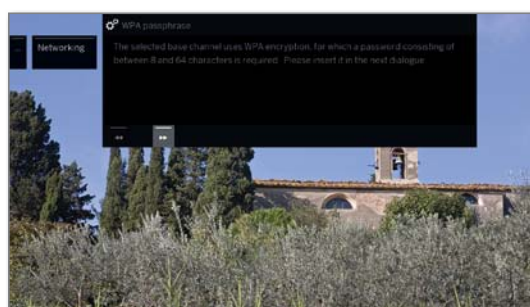 WPA passphrase
Networking
The selected base channel uses WPA encryption, for which a password consisting of
between 8 and 64 characters is required. Please insert it in the next dialogue